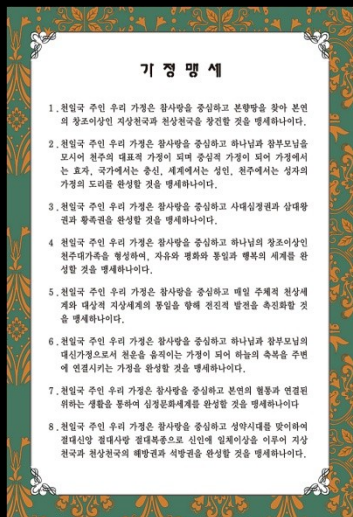 가 정 맹 세
1. 천일국 주인 우리 가정은 참사랑을 중심하고 본향땅을 찾아 본연
의 창조이상인 지상천국과 천상천국을 창건할 것을 맹세하나이다.
2. 천일국 주인 우리 가정은 참사랑을 중심하고 하나님과 참부모님을
모시어 천주의 대표적 가정이 되며 중심적 가정이 되어 가정에서
는 효자, 국가에서는 충신, 세계에서는 성인, 천주에서는 성자의
가정의 도리를 완성할 것을 맹세하나이다.
3. 천일국 주인 우리 가정은 참사랑을 중심하고 사대심정권과 삼대왕
권과 황족권을 완성할 것을 맹세하나이다.
4 천일국 주인 우리 가정은 참사랑을 중심하고 하나님의 창조이상인
천주대가족을 형성하여, 자유와 평화와 통일과 행복의 세계를 완
성할 것을 맹세하나이다.
5. 천일국 주인 우리 가정은 참사랑을 중심하고 매일 주체적 천상세
계와 대상적 지상세계의 통일을 향해 전진적 발전을 촉진화할 것
을 맹세하나이다.
6. 천일국 주인 우리 가정은 참사랑을 중심하고 하나님과 참부모님의
대신가정으로서 천운을 움직이는 가정이 되어 하늘의 축복을 주변
에 연결시키는 가정을 완성할 것을 맹세하나이다.
7. 천일국 주인 우리 가정은 참사랑을 중심하고 본연의 혈통과 연결된
위하는 생활을 통하여 심정문화세계를 완성할 것을 맹세하나이다
8. 천일국 주인 우리 가정은 참사랑을 중심하고 성약시대를 맞이하여
절대신앙 절대사랑 절대복종으로 신인애 일체이상을 이루어 지상
천국과 천상천국의 해방권과 석방권을 완성할 것을 맹세하나이다.